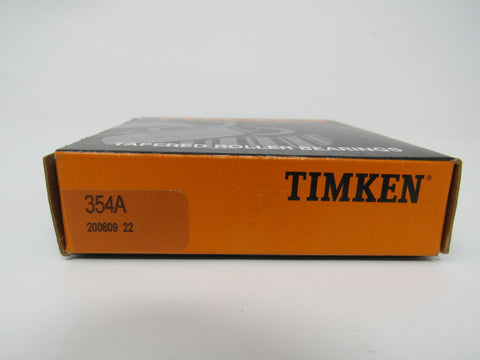 TAPERED ROLLER BEARINGS
TIMKEN®
354A
200809 22